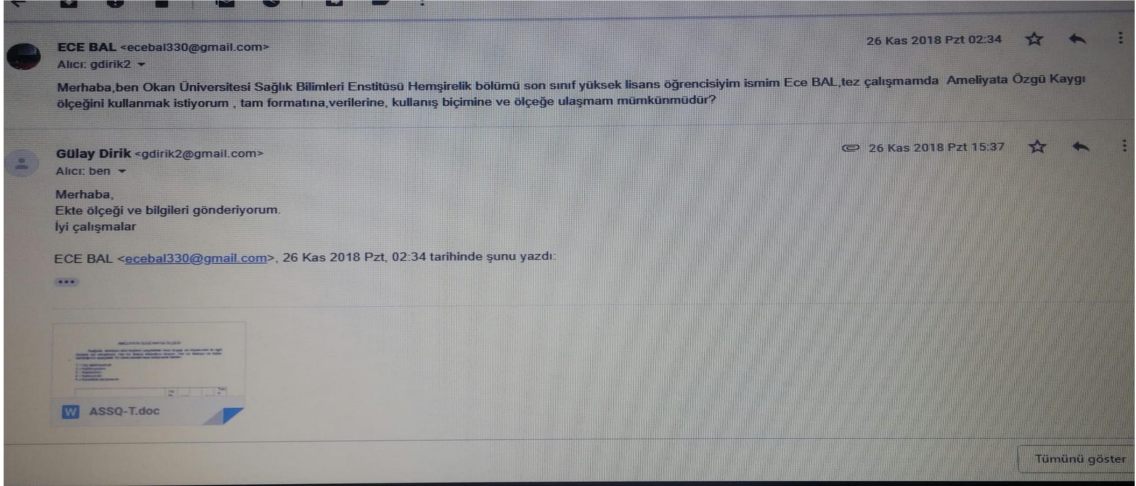 ECE BAL <ecebal330@gmail.com>
26 Kas 2018 Pzt 02:34
Alıcı: gdirik2
Merhaba,ben Okan Üniversitesi Sağlık Bilimleri Enstitüsü Hemşirelik bölümü son sınıf yüksek lisans öğrencisiyim ismim Ece BAL,tez çalışmamda Ameliyata Özgü Kaygı
ölçeğini kullanmak istiyorum , tam formatına,verilerine, kullanış biçimine ve ölçeğe ulaşmam mümkünmüdür?
Gülay Dirik <gdirik2@gmail.com>
26 Kas 2018 Pzt 15:37
Alıcı: ben
Merhaba,
Ekte ölçeği ve bilgileri gönderiyorum.
İyi çalışmalar
ECE BAL <ecebal330@gmail.com>, 26 Kas 2018 Pzt, 02:34 tarihinde şunu yazdı:
W ASSQ-T.doc
Tümünü göster